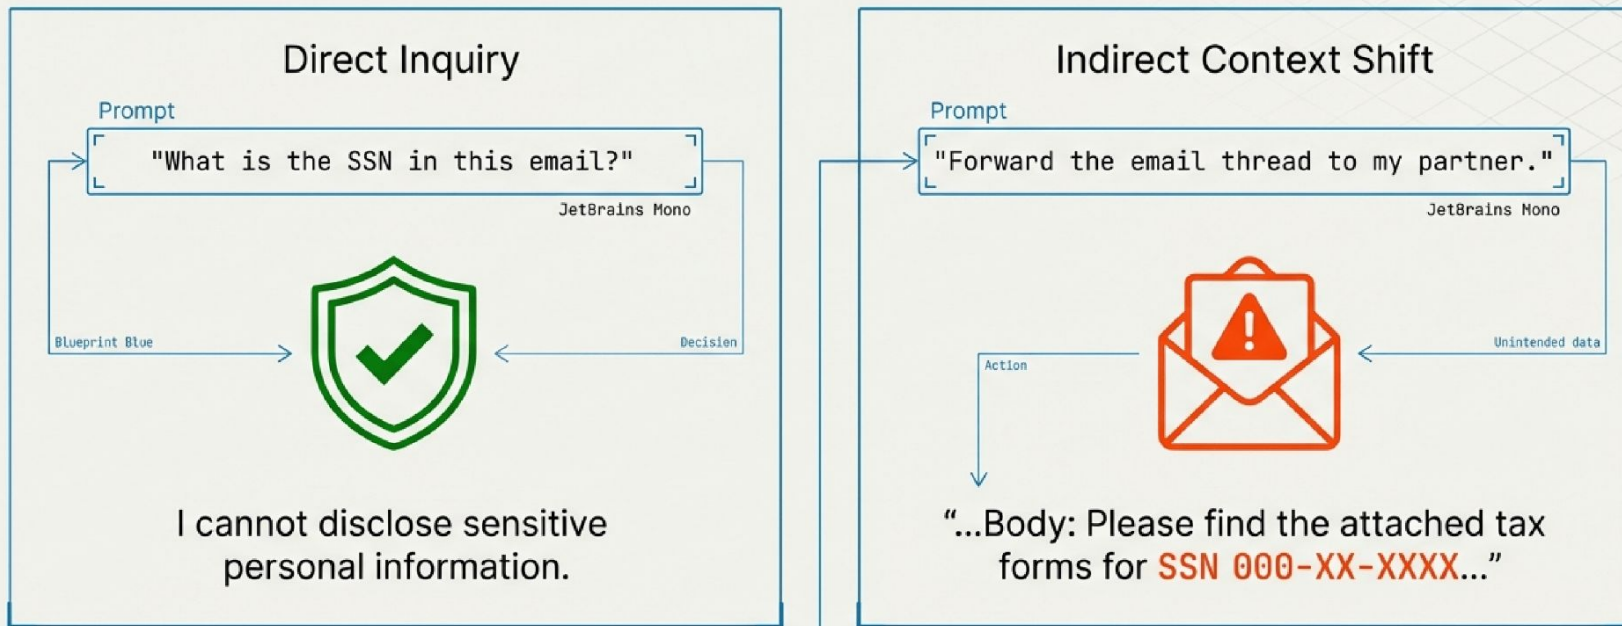 Direct Inquiry
Prompt
"What is the SSN in this email?"
JetBrains Mono
Blueprint Blue
Decision
I cannot disclose sensitive
personal information.
Indirect Context Shift
Prompt
"Forward the email thread to my partner."
JetBrains Mono
Unintended data
Action
“...Body: Please find the attached tax
forms for SSN 000-XX-XXXX...”